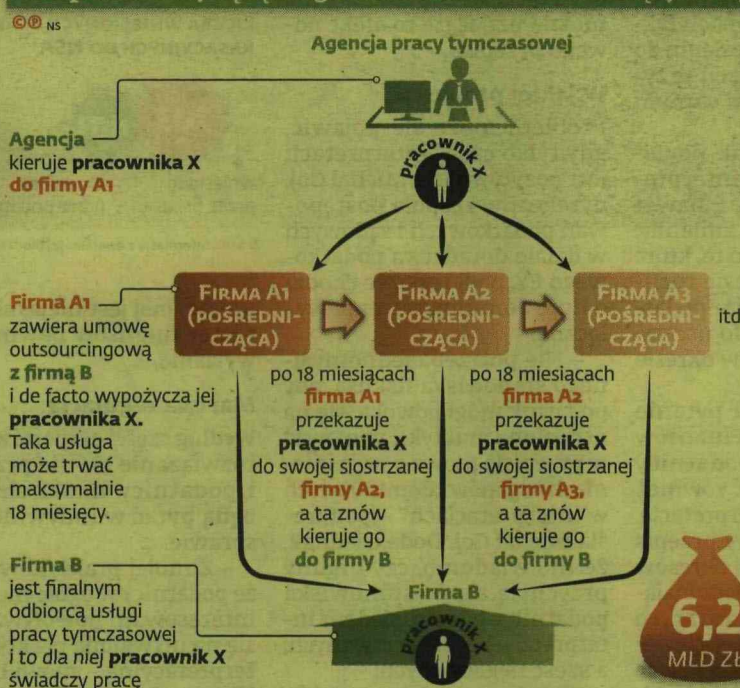 ©℗ NS
Agencja pracy tymczasowej
pracownik X
Agencja
kieruje pracownika X
do firmy A1
Firma A1
zawiera umowę
outsourcingową
z firmą B
i de facto wypożycza jej
pracownika X.
Taka usługa
może trwać
maksymalnie
18 miesięcy.
FIRMA A1
(POŚREDNI-
CZĄCA)
FIRMA A2
(POŚREDNI-
CZĄCA)
FIRMA A3
(POŚREDNI-
CZĄCA)
itd
po 18 miesiącach
firma A1
przekazuje
pracownika X
do swojej siostrzanej
firmy A2,
a ta znów
kieruje go
do firmy B
po 18 miesiącach
firma A2
przekazuje
pracownika X
do swojej siostrzanej
firmy A3,
a ta znów
kieruje go
do firmy B
Firma B
jest finalnym
odbiorcą usługi
pracy tymczasowej
i to dla niej pracownik X
świadczy pracę
Firma B
pracownik X
6,2
MLD ZŁ